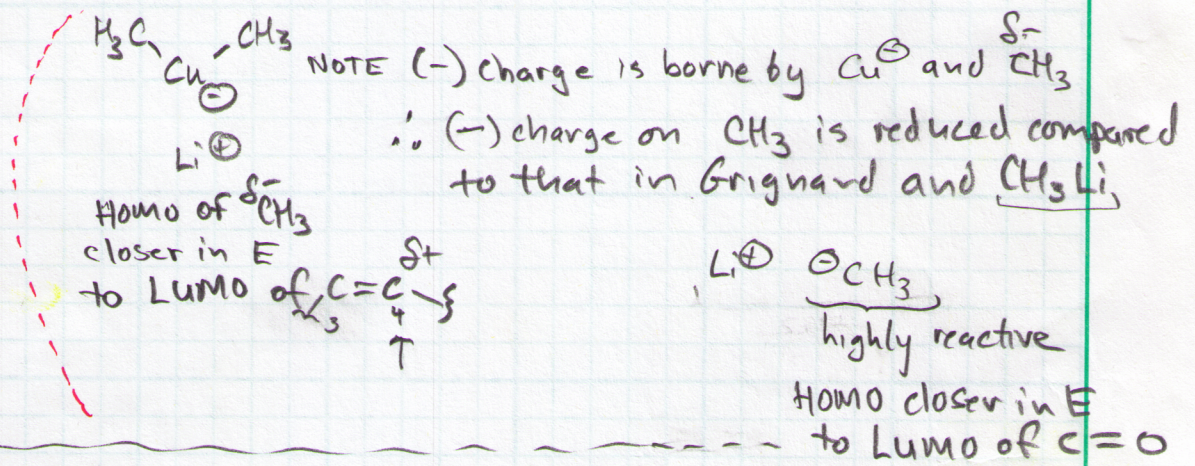 H₃C CH₃
Cu⊖
Li⊕
NOTE (-) charge is borne by Cu⊖ and δ- CH₃
∴ (-) charge on CH₃ is reduced compared
to that in Grignard and CH₃Li
HOMO of δ-CH₃
closer in E
to LUMO of C=C
δ+
3 4
↑
Li⊕ ⊖CH₃
highly reactive
HOMO closer in E
to LUMO of C=O